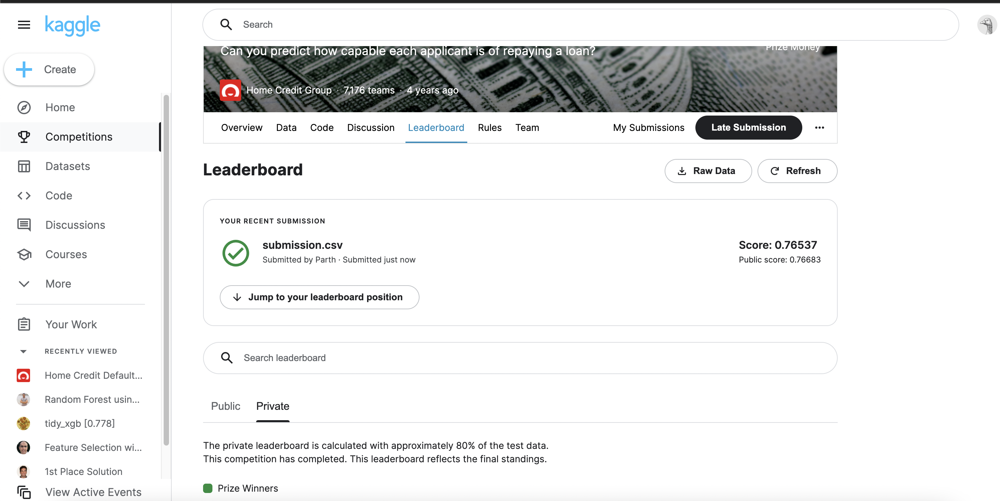 kaggle
Search
Create
Home
Competitions
Datasets
Code
Discussions
Courses
More
Your Work
RECENTLY VIEWED
Home Credit Default...
Random Forest usin...
tidy_xgb [0.778]
Feature Selection wi...
1st Place Solution
View Active Events
Can you predict how capable each applicant is of repaying a loan?
Prize Money
Home Credit Group · 7,176 teams · 4 years ago
Overview Data Code Discussion Leaderboard Rules Team My Submissions Late Submission
Leaderboard
Raw Data Refresh
YOUR RECENT SUBMISSION
submission.csv
Submitted by Parth · Submitted just now
Score: 0.76537
Public score: 0.76683
Jump to your leaderboard position
Search leaderboard
Public Private
The private leaderboard is calculated with approximately 80% of the test data.
This competition has completed. This leaderboard reflects the final standings.
Prize Winners